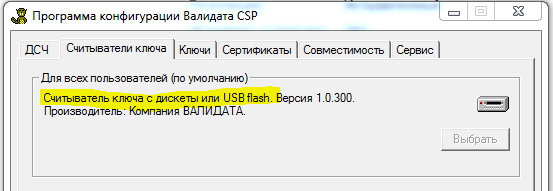 Программа конфигурации Валидата CSP
ДСЧ Считыватели ключа Ключи Сертификаты Совместимость Сервис
Для всех пользователей (по умолчанию)
Считыватель ключа с дискеты или USB flash. Версия 1.0.300.
Производитель: Компания ВАЛИДАТА.
Выбрать